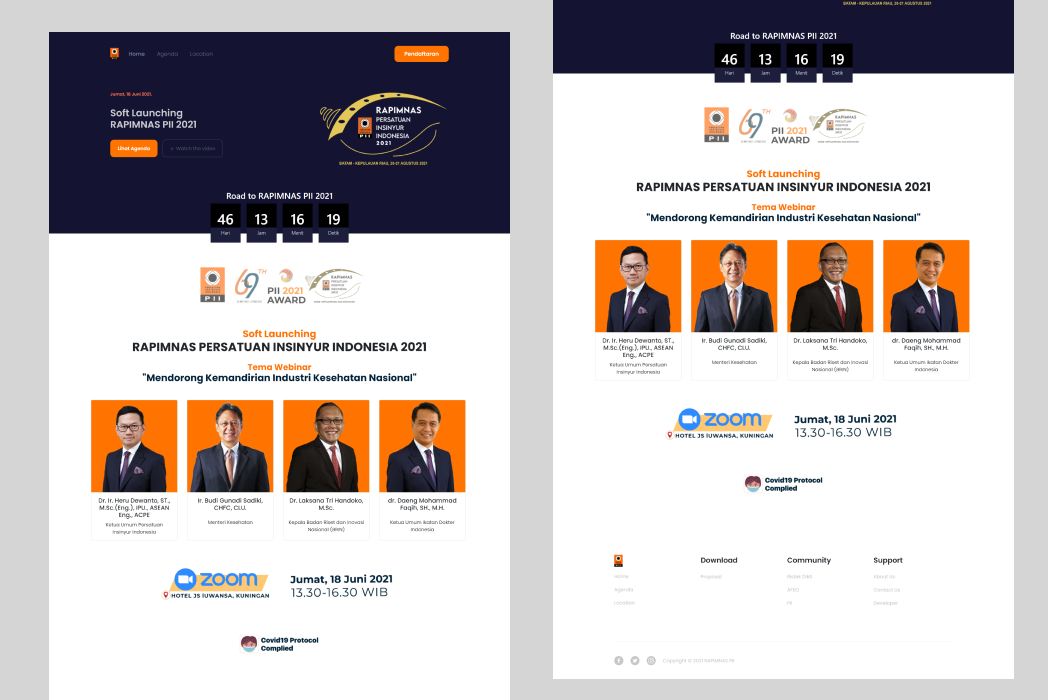 Home Agenda Location
Pendaftaran
Jumat, 18 Juni 2021.
Soft Launching
RAPIMNAS PII 2021
Lihat Agenda
Watch the video
RAPIMNAS
PERSATUAN
INSINYUR
INDONESIA
2021
PII
BATAM - KEPULAUAN RIAU, 26-27 AGUSTUS 2021
Road to RAPIMNAS PII 2021
46 13 16 19
Hari Jam Menit Detik
PII
69TH
PII 2021
AWARD
RAPIMNAS
PERSATUAN
INSINYUR
INDONESIA
Soft Launching
RAPIMNAS PERSATUAN INSINYUR INDONESIA 2021
Tema Webinar
"Mendorong Kemandirian Industri Kesehatan Nasional"
Dr. Ir. Heru Dewanto, ST.,
M.Sc.(Eng.), IPU., ASEAN
Eng., ACPE
Ketua Umum Persatuan
Insinyur Indonesia
Ir. Budi Gunadi Sadiki,
CHFC, CLU.
Menteri Kesehatan
Dr. Laksana Tri Handoko,
M.Sc.
Kepala Badan Riset dan Inovasi
Nasional (BRIN)
dr. Daeng Mohammad
Faqih, SH., M.H.
Ketua Umum Ikatan Dokter
Indonesia
zoom
HOTEL JS lUWANSA, KUNINGAN
Jumat, 18 Juni 2021
13.30-16.30 WIB
Covid19 Protocol
Complied
BATAM - KEPULAUAN RIAU, 26-27 AGUSTUS 2021
Road to RAPIMNAS PII 2021
46 13 16 19
Hari Jam Menit Detik
PII
69TH
PII 2021
AWARD
RAPIMNAS
PERSATUAN
INSINYUR
INDONESIA
Soft Launching
RAPIMNAS PERSATUAN INSINYUR INDONESIA 2021
Tema Webinar
"Mendorong Kemandirian Industri Kesehatan Nasional"
Dr. Ir. Heru Dewanto, ST.,
M.Sc.(Eng.), IPU., ASEAN
Eng., ACPE
Ketua Umum Persatuan
Insinyur Indonesia
Ir. Budi Gunadi Sadiki,
CHFC, CLU.
Menteri Kesehatan
Dr. Laksana Tri Handoko,
M.Sc.
Kepala Badan Riset dan Inovasi
Nasional (BRIN)
dr. Daeng Mohammad
Faqih, SH., M.H.
Ketua Umum Ikatan Dokter
Indonesia
zoom
HOTEL JS lUWANSA, KUNINGAN
Jumat, 18 Juni 2021
13.30-16.30 WIB
Covid19 Protocol
Complied
Home
Agenda
Location
Download
Proposal
Community
PII
Support
About Us
Contact Us
Developer
Copyright © 2021 RAPIMNAS PII